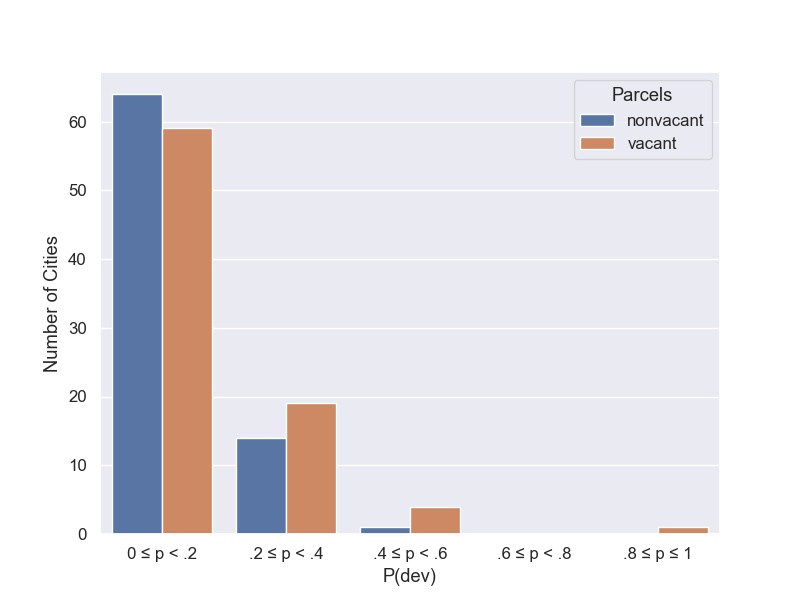 Parcels
nonvacant
vacant
Number of Cities
60
50
40
30
20
10
0
0 ≤ p < .2
.2 ≤ p < .4
.4 ≤ p < .6
.6 ≤ p < .8
.8 ≤ p ≤ 1
P(dev)